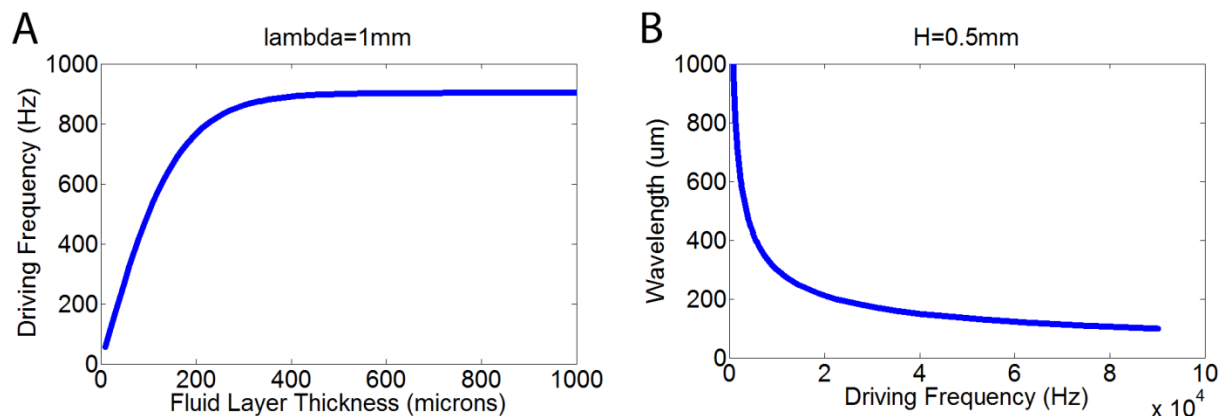 A
lambda=1mm
1000
800
600
400
200
0
Driving Frequency (Hz)
0
200
400
600
800
1000
Fluid Layer Thickness (microns)
B
H=0.5mm
1000
800
600
400
200
0
Wavelength (um)
0
2
4
6
8
10
Driving Frequency (Hz)
x 10^4